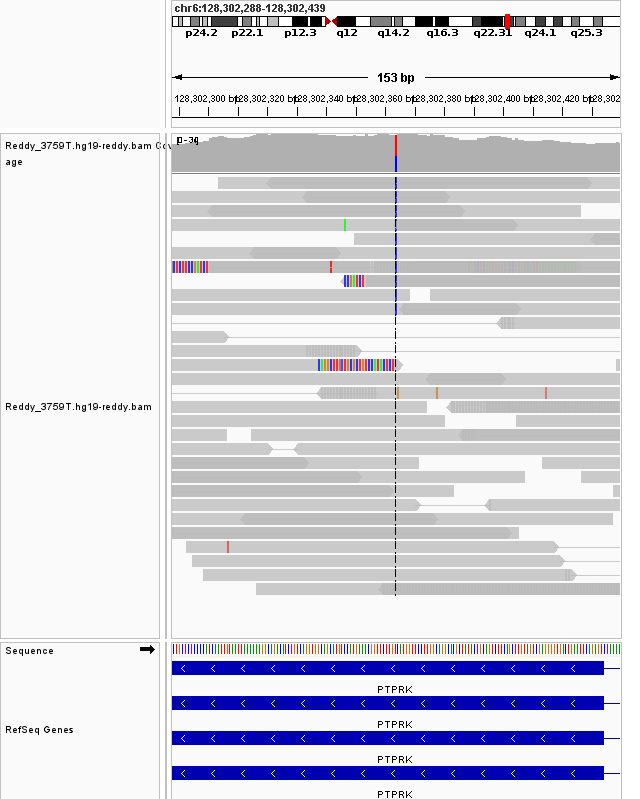 chr6:128,302,288-128,302,439
p24.2 p22.1 p12.3 q12 q14.2 q16.3 q22.31 q24.1 q25.3
153 bp
128,302,300 bp 128,302,320 bp 128,302,340 bp 128,302,360 bp 128,302,400 bp 128,302,420 bp 128,302
Reddy_3759T.hg19-reddy.bam Cov
age
Reddy_3759T.hg19-reddy.bam
Sequence
PTPRK
PTPRK
RefSeq Genes
PTPRK
PTPRK